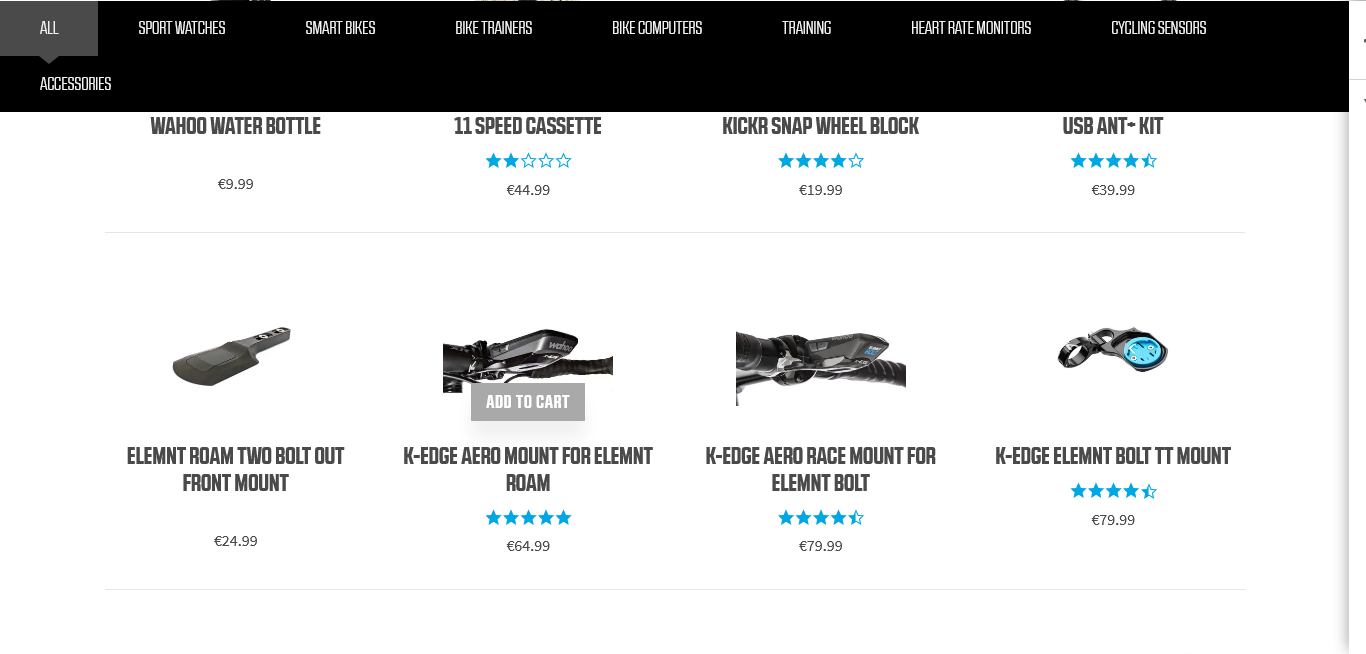 ALL SPORT WATCHES SMART BIKES BIKE TRAINERS BIKE COMPUTERS TRAINING HEART RATE MONITORS CYCLING SENSORS
ACCESSORIES
WAHOO WATER BOTTLE
€9.99
11 SPEED CASSETTE
€44.99
KICKR SNAP WHEEL BLOCK
€19.99
USB ANT+ KIT
€39.99
ELEMNT ROAM TWO BOLT OUT
FRONT MOUNT
€24.99
wahoo
ADD TO CART
K-EDGE AERO MOUNT FOR ELEMNT
ROAM
€64.99
K-EDGE AERO RACE MOUNT FOR
ELEMNT BOLT
€79.99
K-EDGE ELEMNT BOLT TT MOUNT
€79.99